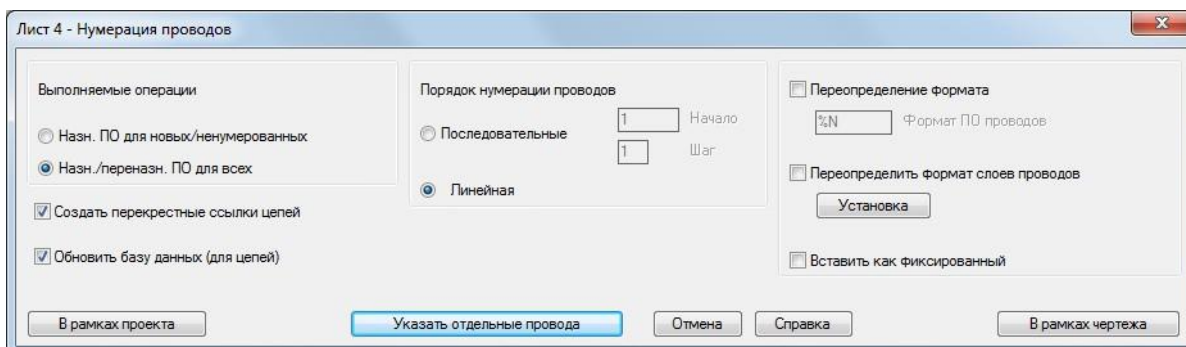 Лист 4 - Нумерация проводов
Выполняемые операции
Назн. ПО для новых/ненумерованных
Назн./переназн. ПО для всех
Создать перекрестные ссылки цепей
Обновить базу данных (для цепей)
Порядок нумерации проводов
Последовательные
1 Начало
1 Шаг
Линейная
Переопределение формата
%N Формат ПО проводов
Переопределить формат слоев проводов
Установка
Вставить как фиксированный
В рамках проекта Указать отдельные провода Отмена Справка В рамках чертежа